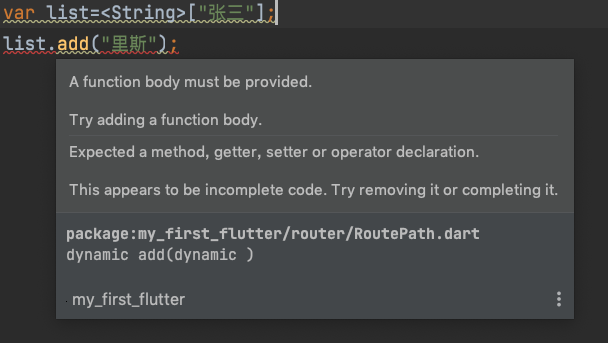 var list=<String>["张三"];
list.add("里斯");
A function body must be provided.
Try adding a function body.
Expected a method, getter, setter or operator declaration.
This appears to be incomplete code. Try removing it or completing it.
package:my_first_flutter/router/RoutePath.dart
dynamic add(dynamic )
my_first_flutter